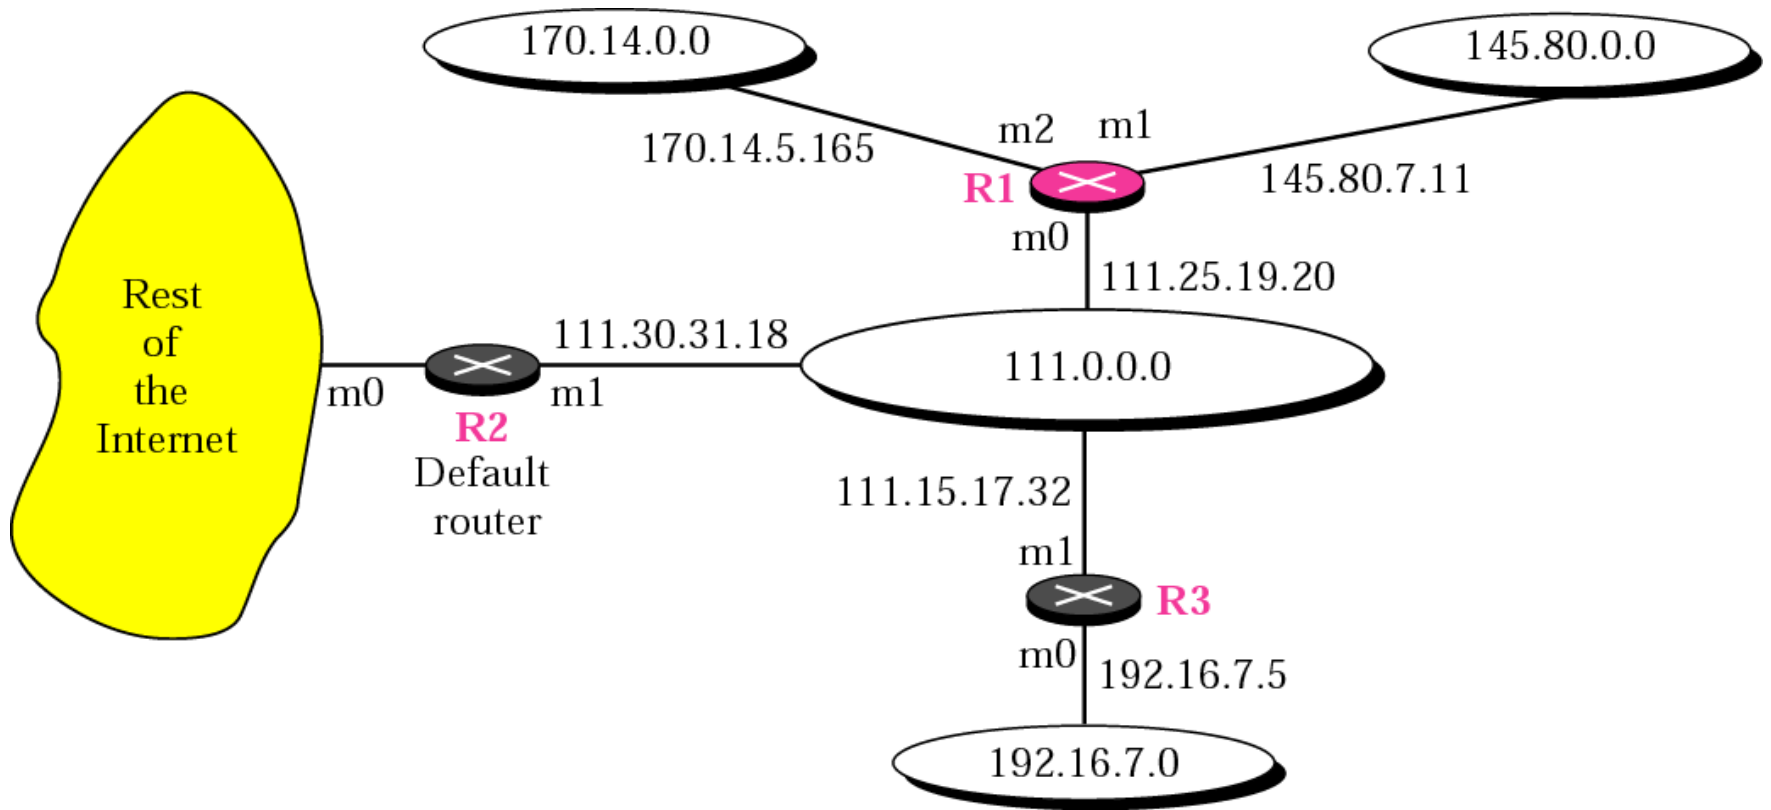 170.14.0.0
145.80.0.0
m2
m1
170.14.5.165
145.80.7.11
R1
m0
111.25.19.20
Rest
of
the
Internet
111.30.31.18
111.0.0.0
m0
m1
R2
Default
router
111.15.17.32
m1
R3
m0
192.16.7.5
192.16.7.0